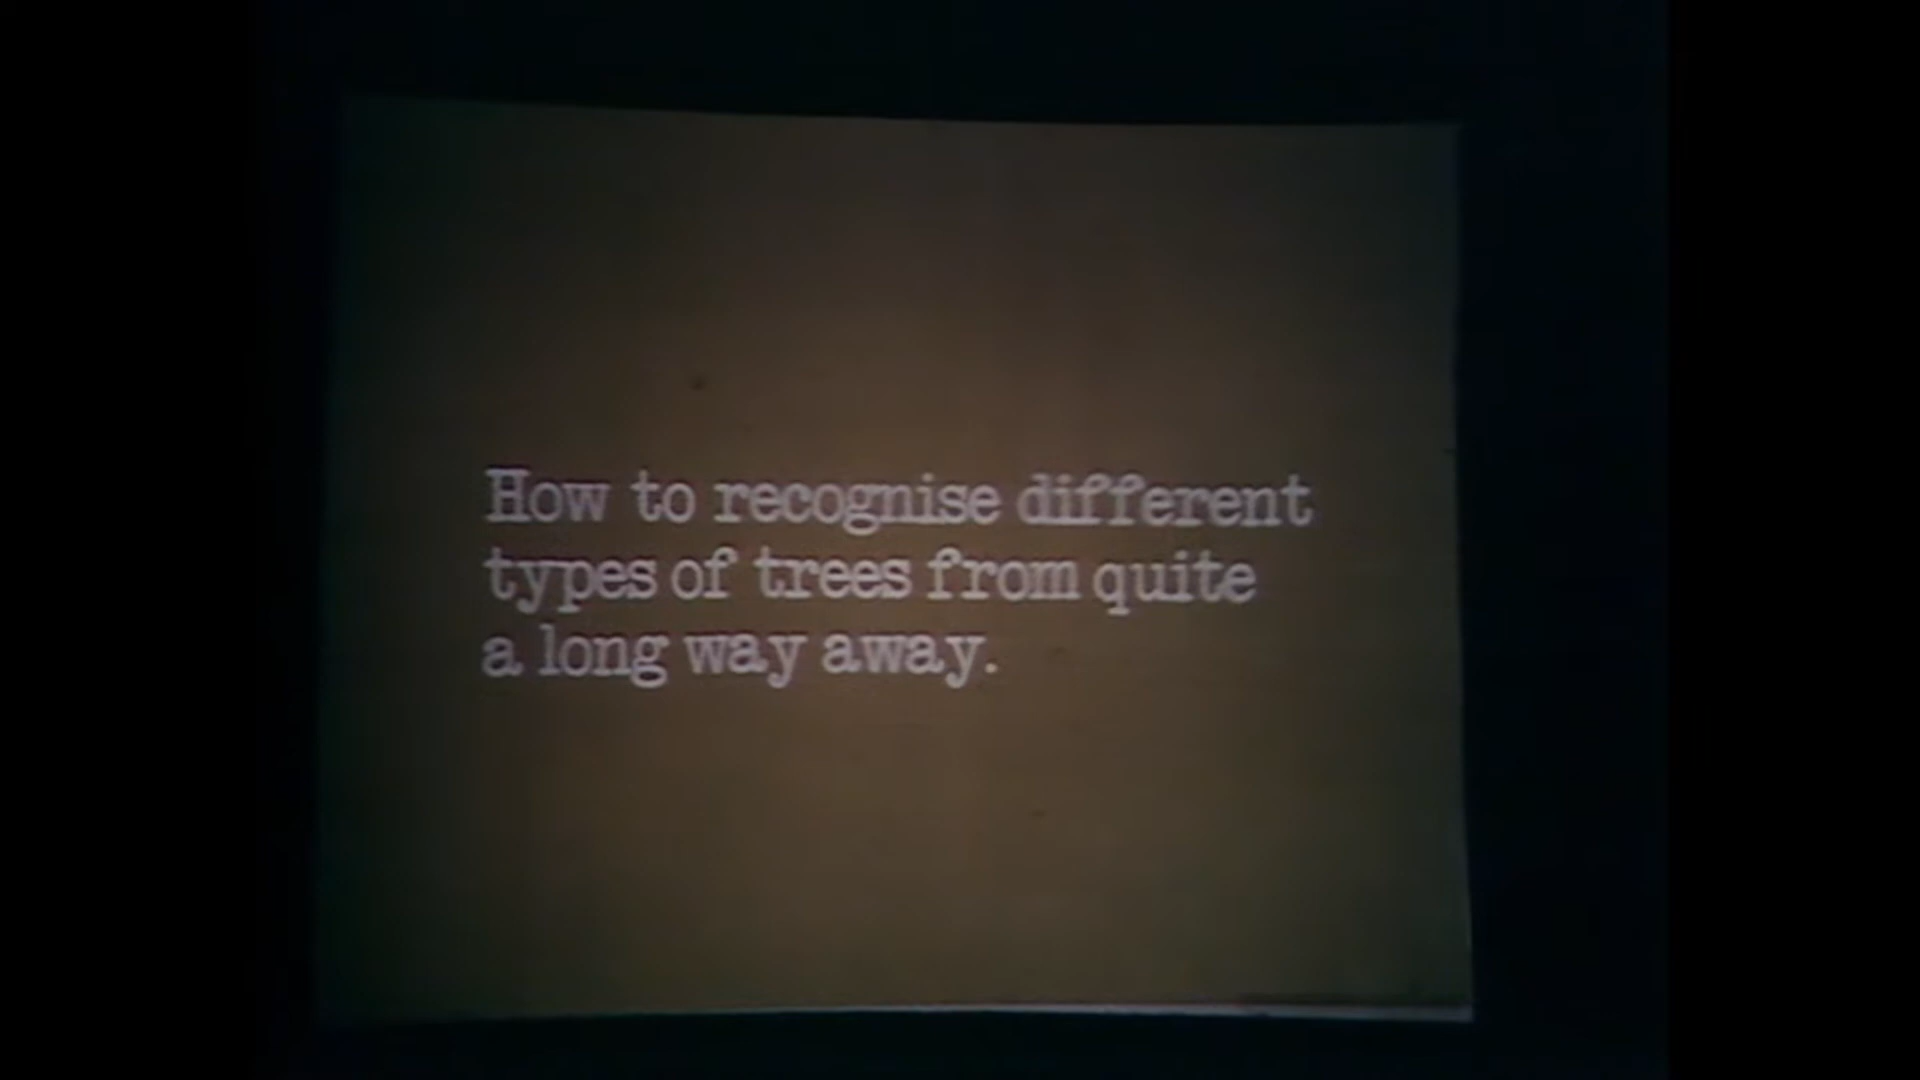 How to recognise different
types of trees from quite
a long way away.